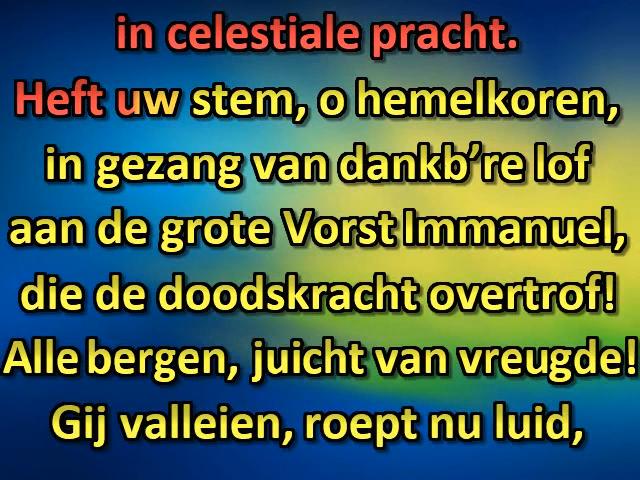 in celestiale pracht.
Heft uw stem, o hemelkoren,
in gezang van dankb’re lof
aan de grote Vorst Immanuel,
die de doodskracht overtrof!
Alle bergen, juicht van vreugde!
Gij valleien, roept nu luid,